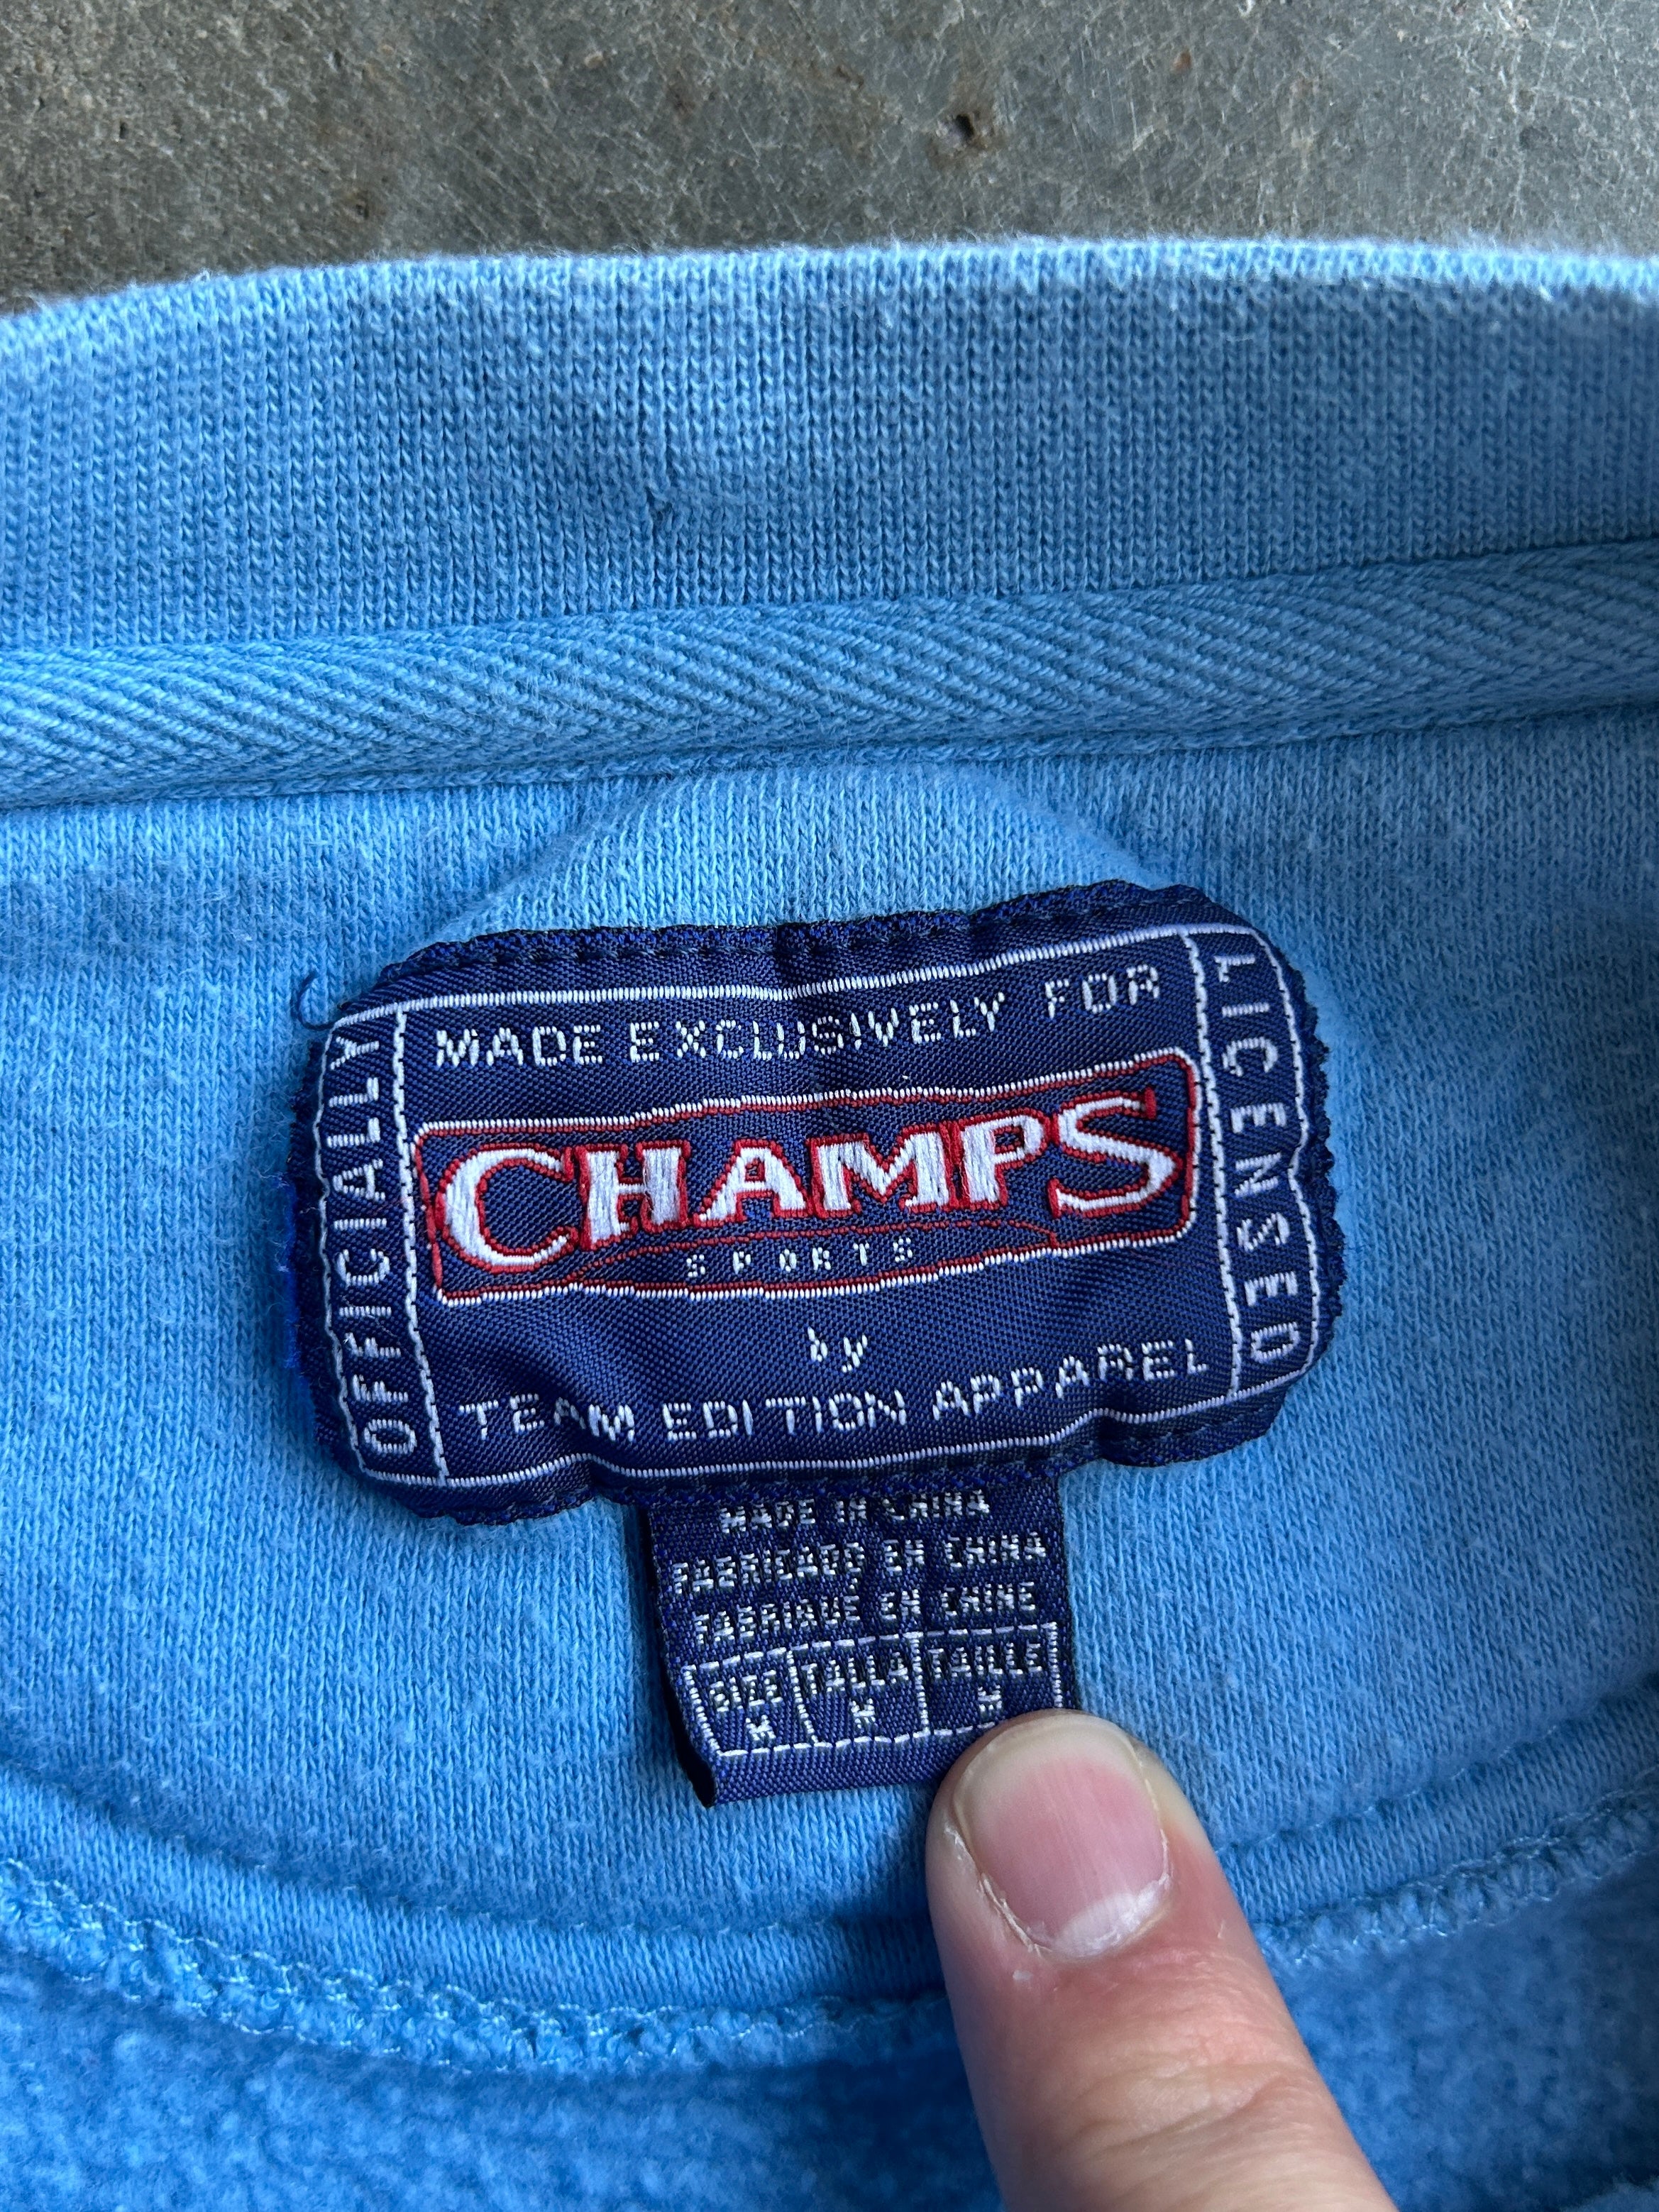 MADE EXCLUSIVELY FOR
OFFICIALLY
CHAMPS
SPORTS
LICENSED
by
TEAM EDITION APPAREL
MADE IN CHINA
FABRICADO EN CHINA
FABRIQUÉ EN CHINE
SIZE TALLA TAILLE
M M M